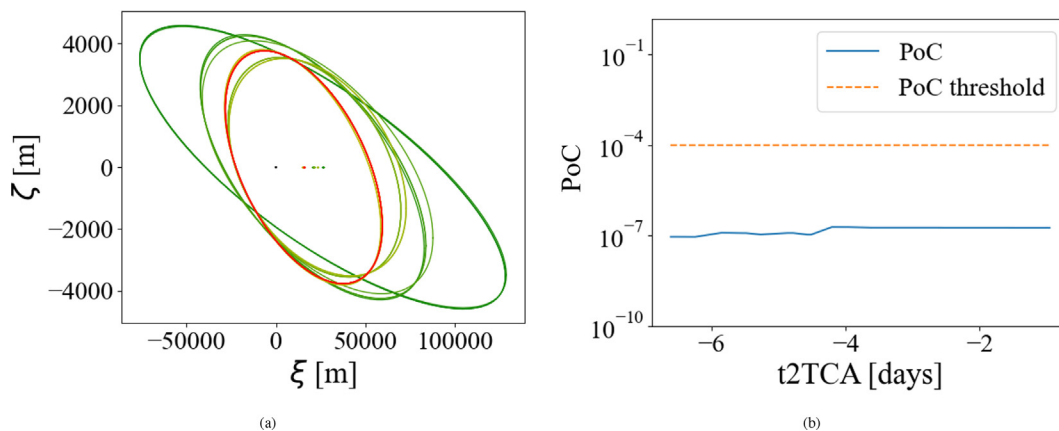 4000
2000
0
−2000
−4000
ζ [m]
−50000 0 50000 100000
ξ [m]
(a)
10⁻¹
10⁻⁴
10⁻⁷
10⁻¹⁰
PoC
PoC
PoC threshold
−6 −4 −2
t2TCA [days]
(b)